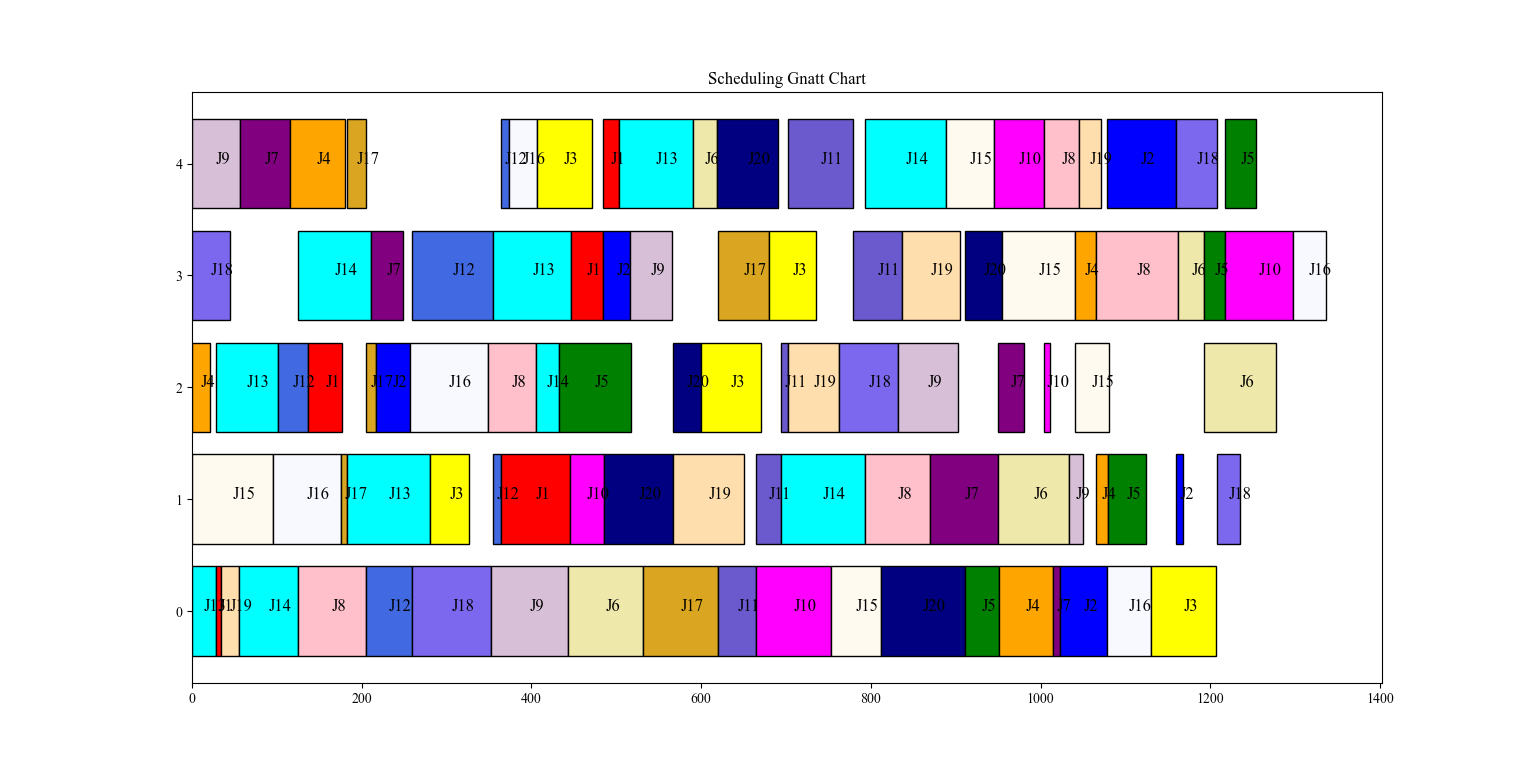 Scheduling Gnatt Chart
4 J9 J7 J4 J17 J12 J16 J3 J1 J13 J6 J20 J11 J14 J15 J10 J8 J19 J2 J18 J5
3 J18 J14 J7 J12 J13 J1 J2 J9 J17 J3 J11 J19 J20 J15 J4 J8 J6 J5 J10 J16
2 J4 J13 J12 J1 J17 J2 J16 J8 J14 J5 J20 J3 J11 J19 J18 J9 J7 J10 J15 J6
1 J15 J16 J17 J13 J3 J12 J1 J10 J20 J19 J11 J14 J8 J7 J6 J9 J4 J5 J2 J18
0 J13 J1 J19 J14 J8 J12 J18 J9 J6 J17 J11 J10 J15 J20 J5 J4 J7 J2 J16 J3
0 200 400 600 800 1000 1200 1400